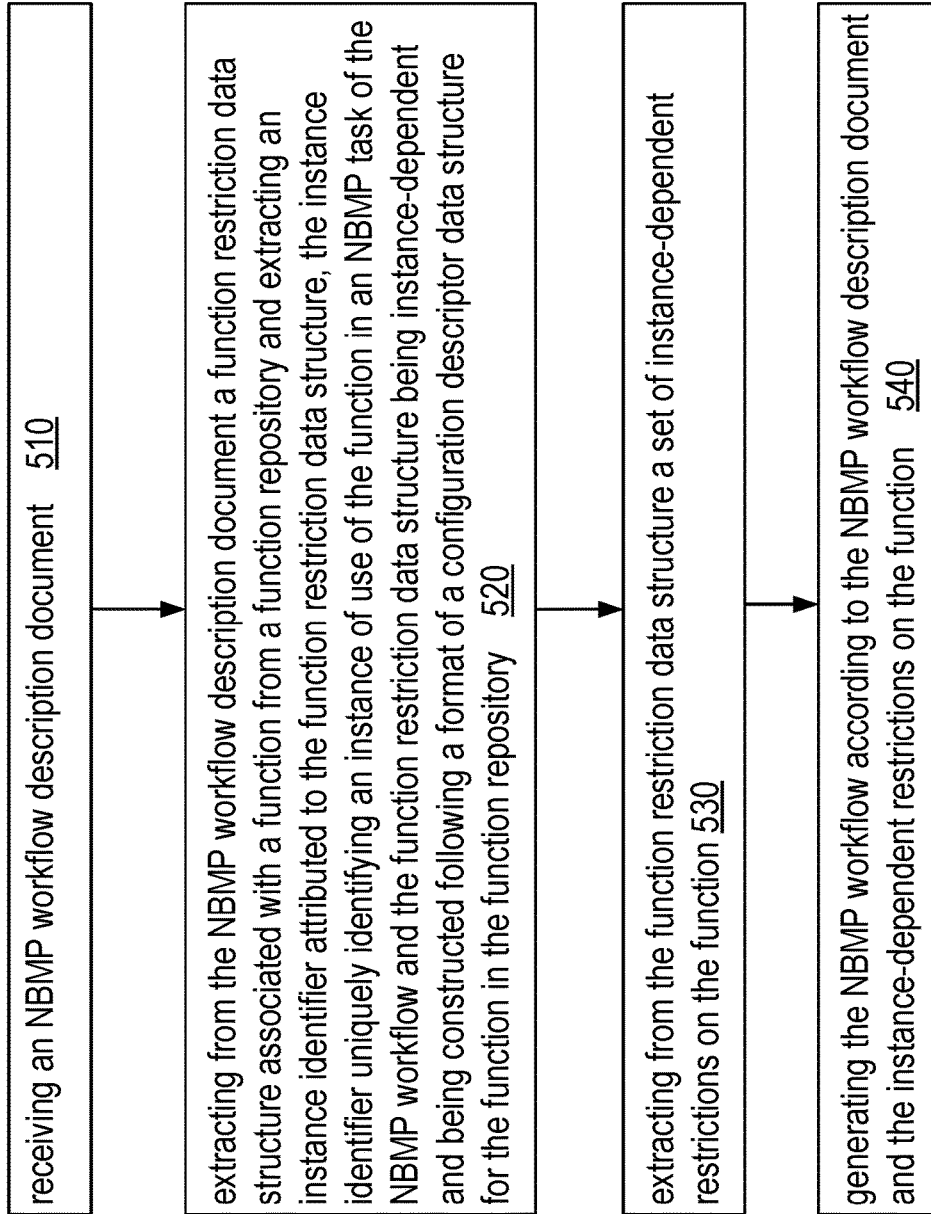 receiving an NBMP workflow description document 510
extracting from the NBMP workflow description document a function restriction data
structure associated with a function from a function repository and extracting an
instance identifier attributed to the function restriction data structure, the instance
identifier uniquely identifying an instance of use of the function in an NBMP task of the
NBMP workflow and the function restriction data structure being instance-dependent
and being constructed following a format of a configuration descriptor data structure
for the function in the function repository 520
extracting from the function restriction data structure a set of instance-dependent
restrictions on the function 530
generating the NBMP workflow according to the NBMP workflow description document
and the instance-dependent restrictions on the function 540